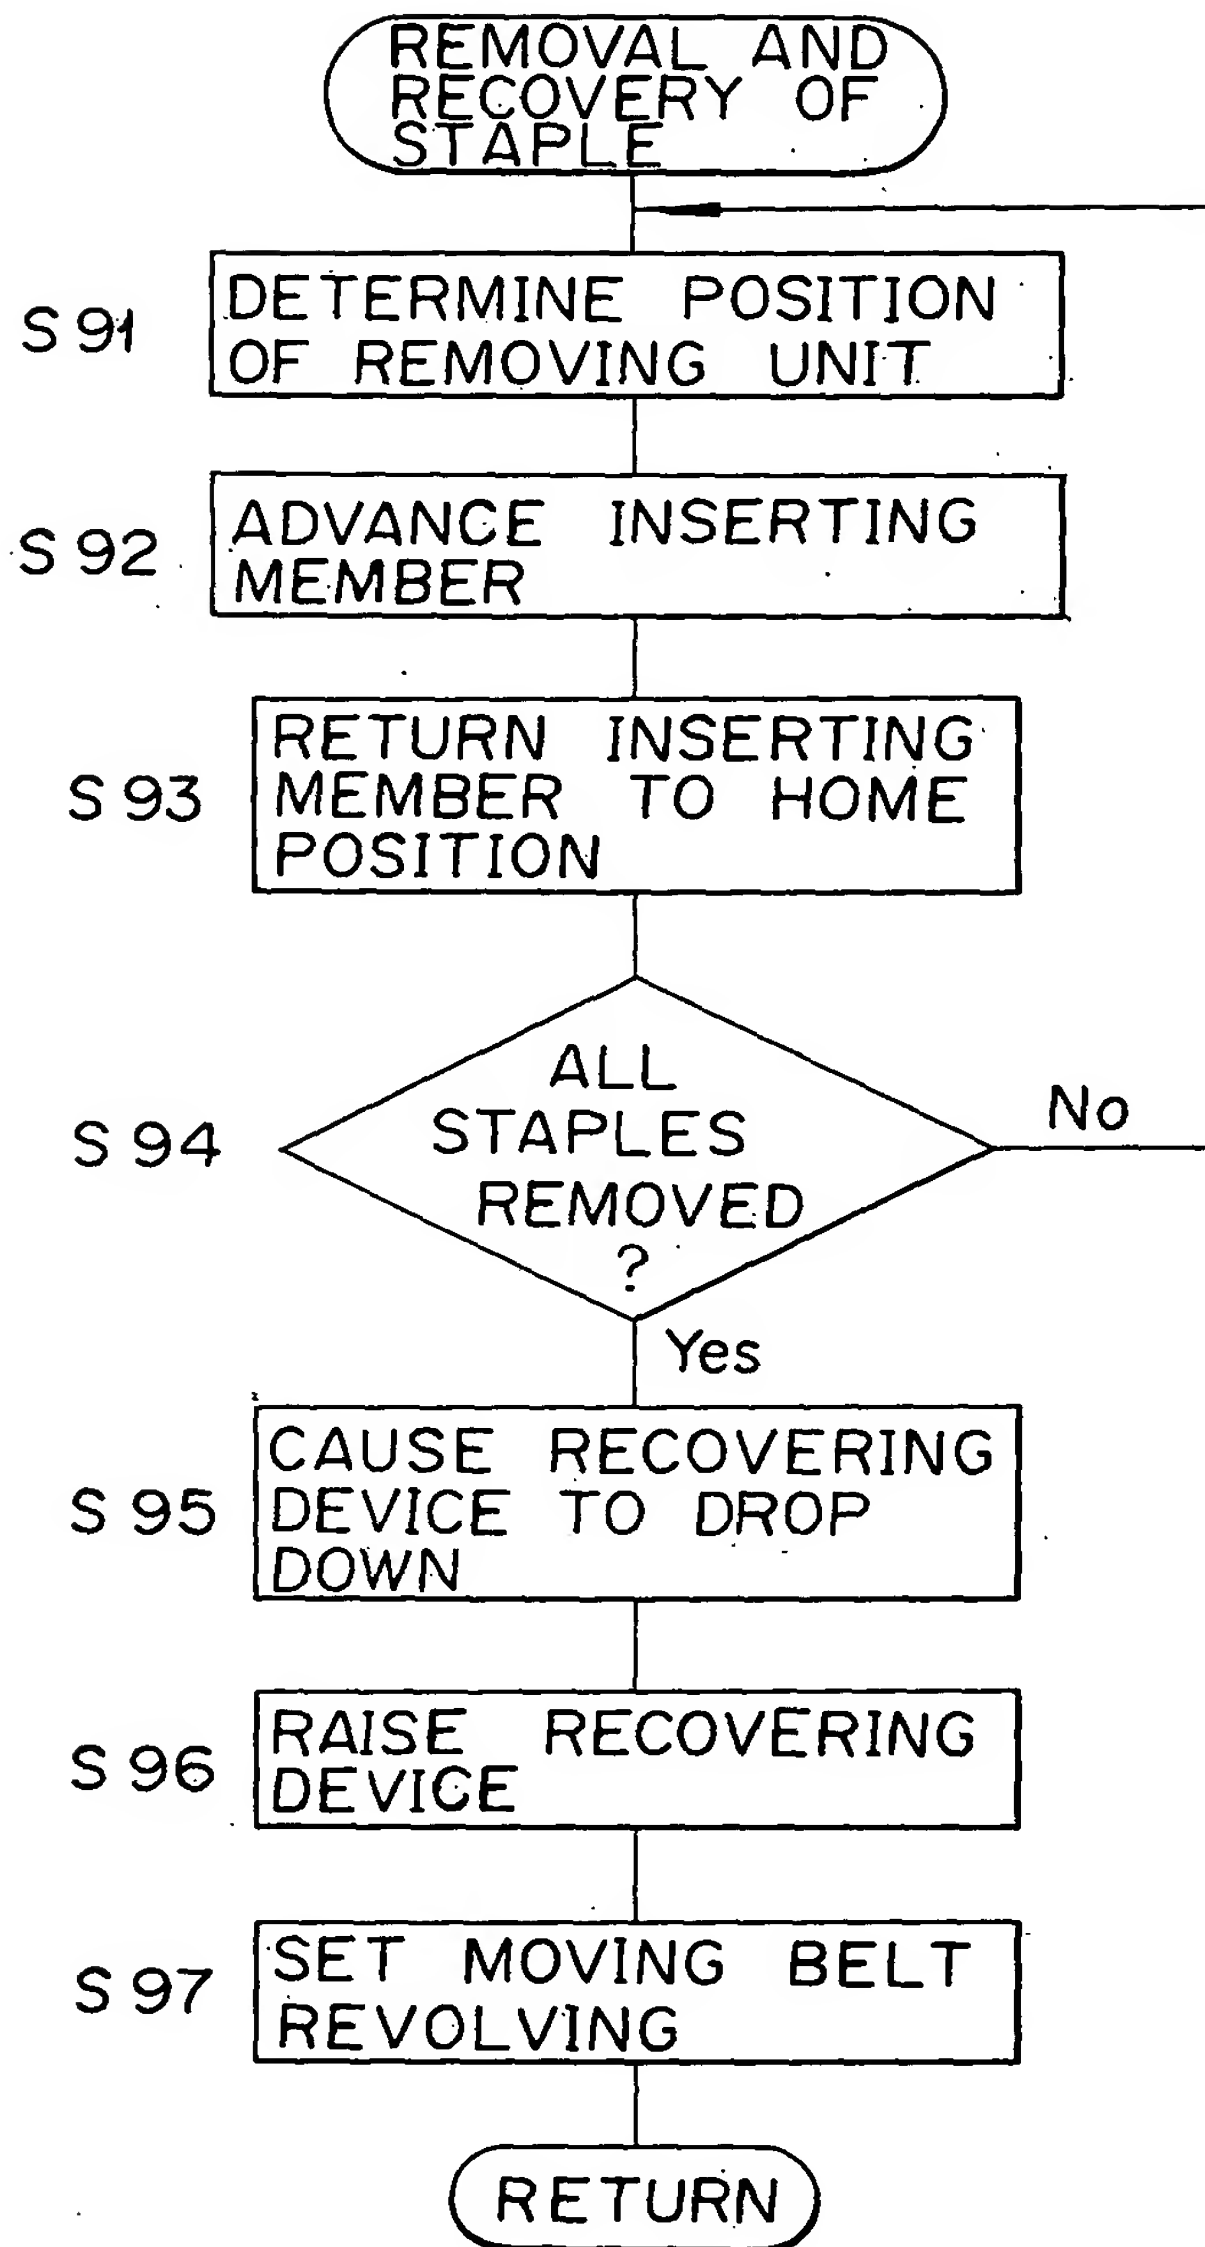 REMOVAL AND
RECOVERY OF
STAPLE
S 91
DETERMINE POSITION
OF REMOVING UNIT
S 92
ADVANCE INSERTING
MEMBER
S 93
RETURN INSERTING
MEMBER TO HOME
POSITION
S 94
ALL
STAPLES
REMOVED
?
No
Yes
S 95
CAUSE RECOVERING
DEVICE TO DROP
DOWN
S 96
RAISE RECOVERING
DEVICE
S 97
SET MOVING BELT
REVOLVING
RETURN